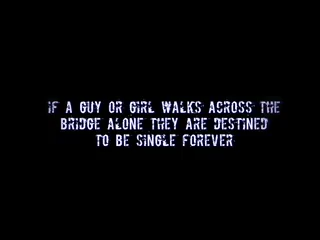 IF A GUY OR GIRL WALKS ACROSS THE
BRIDGE ALONE THEY ARE DESTINED
TO BE SINGLE FOREVER